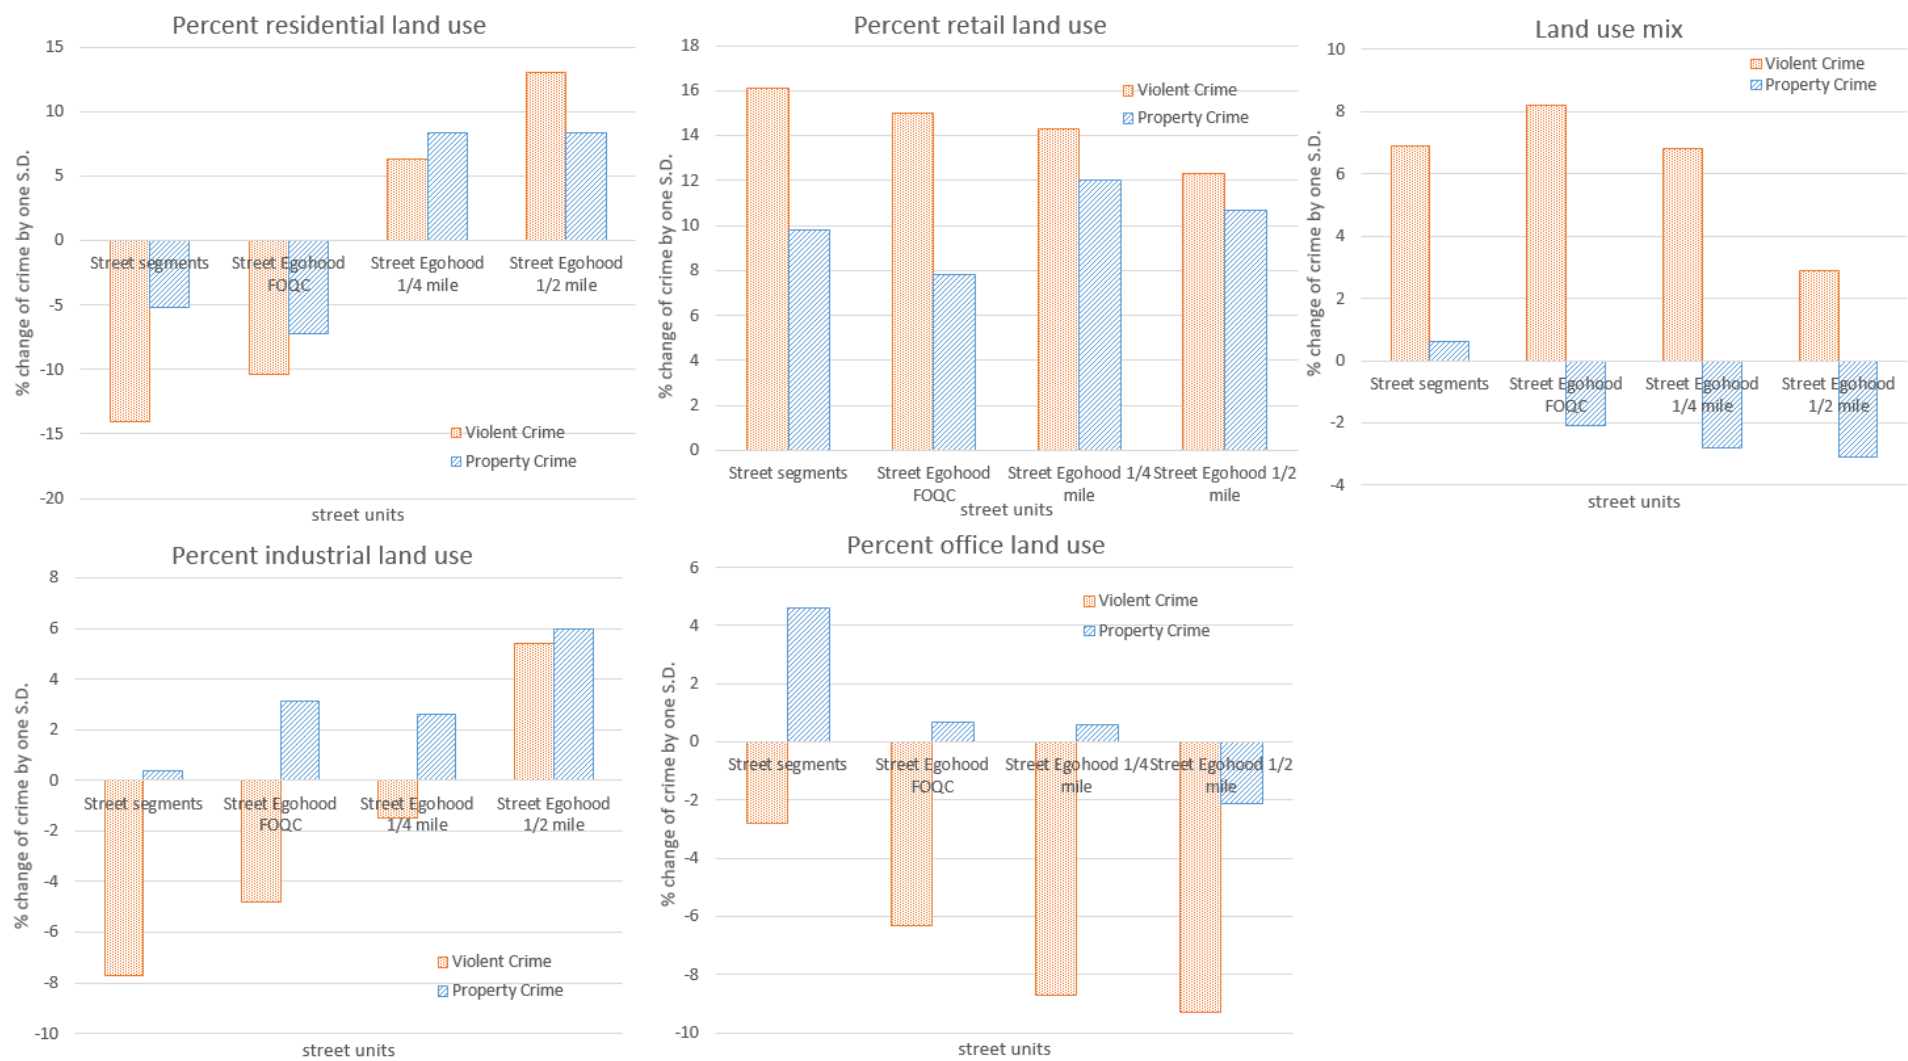 Percent residential land use
15
10
5
0
-5
-10
-15
-20
% change of crime by one S.D.
Street segments
Street Egohood
FOQC
Street Egohood
1/4 mile
Street Egohood
1/2 mile
Violent Crime
Property Crime
street units
Percent retail land use
18
16
14
12
10
8
6
4
2
0
% change of crime by one S.D.
Violent Crime
Property Crime
Street segments
Street Egohood
FOQC
Street Egohood 1/4
mile
Street Egohood 1/2
mile
street units
Land use mix
10
8
6
4
2
0
-2
-4
% change of crime by one S.D.
Violent Crime
Property Crime
Street segments
Street Egohood
FOQC
Street Egohood
1/4 mile
Street Egohood
1/2 mile
street units
Percent industrial land use
8
6
4
2
0
-2
-4
-6
-8
-10
% change of crime by one S.D.
Street segments
Street Egohood
FOQC
Street Egohood
1/4 mile
Street Egohood
1/2 mile
Violent Crime
Property Crime
street units
Percent office land use
6
4
2
0
-2
-4
-6
-8
-10
% change of crime by one S.D.
Violent Crime
Property Crime
Street segments
Street Egohood
FOQC
Street Egohood 1/4
mile
Street Egohood 1/2
mile
street units